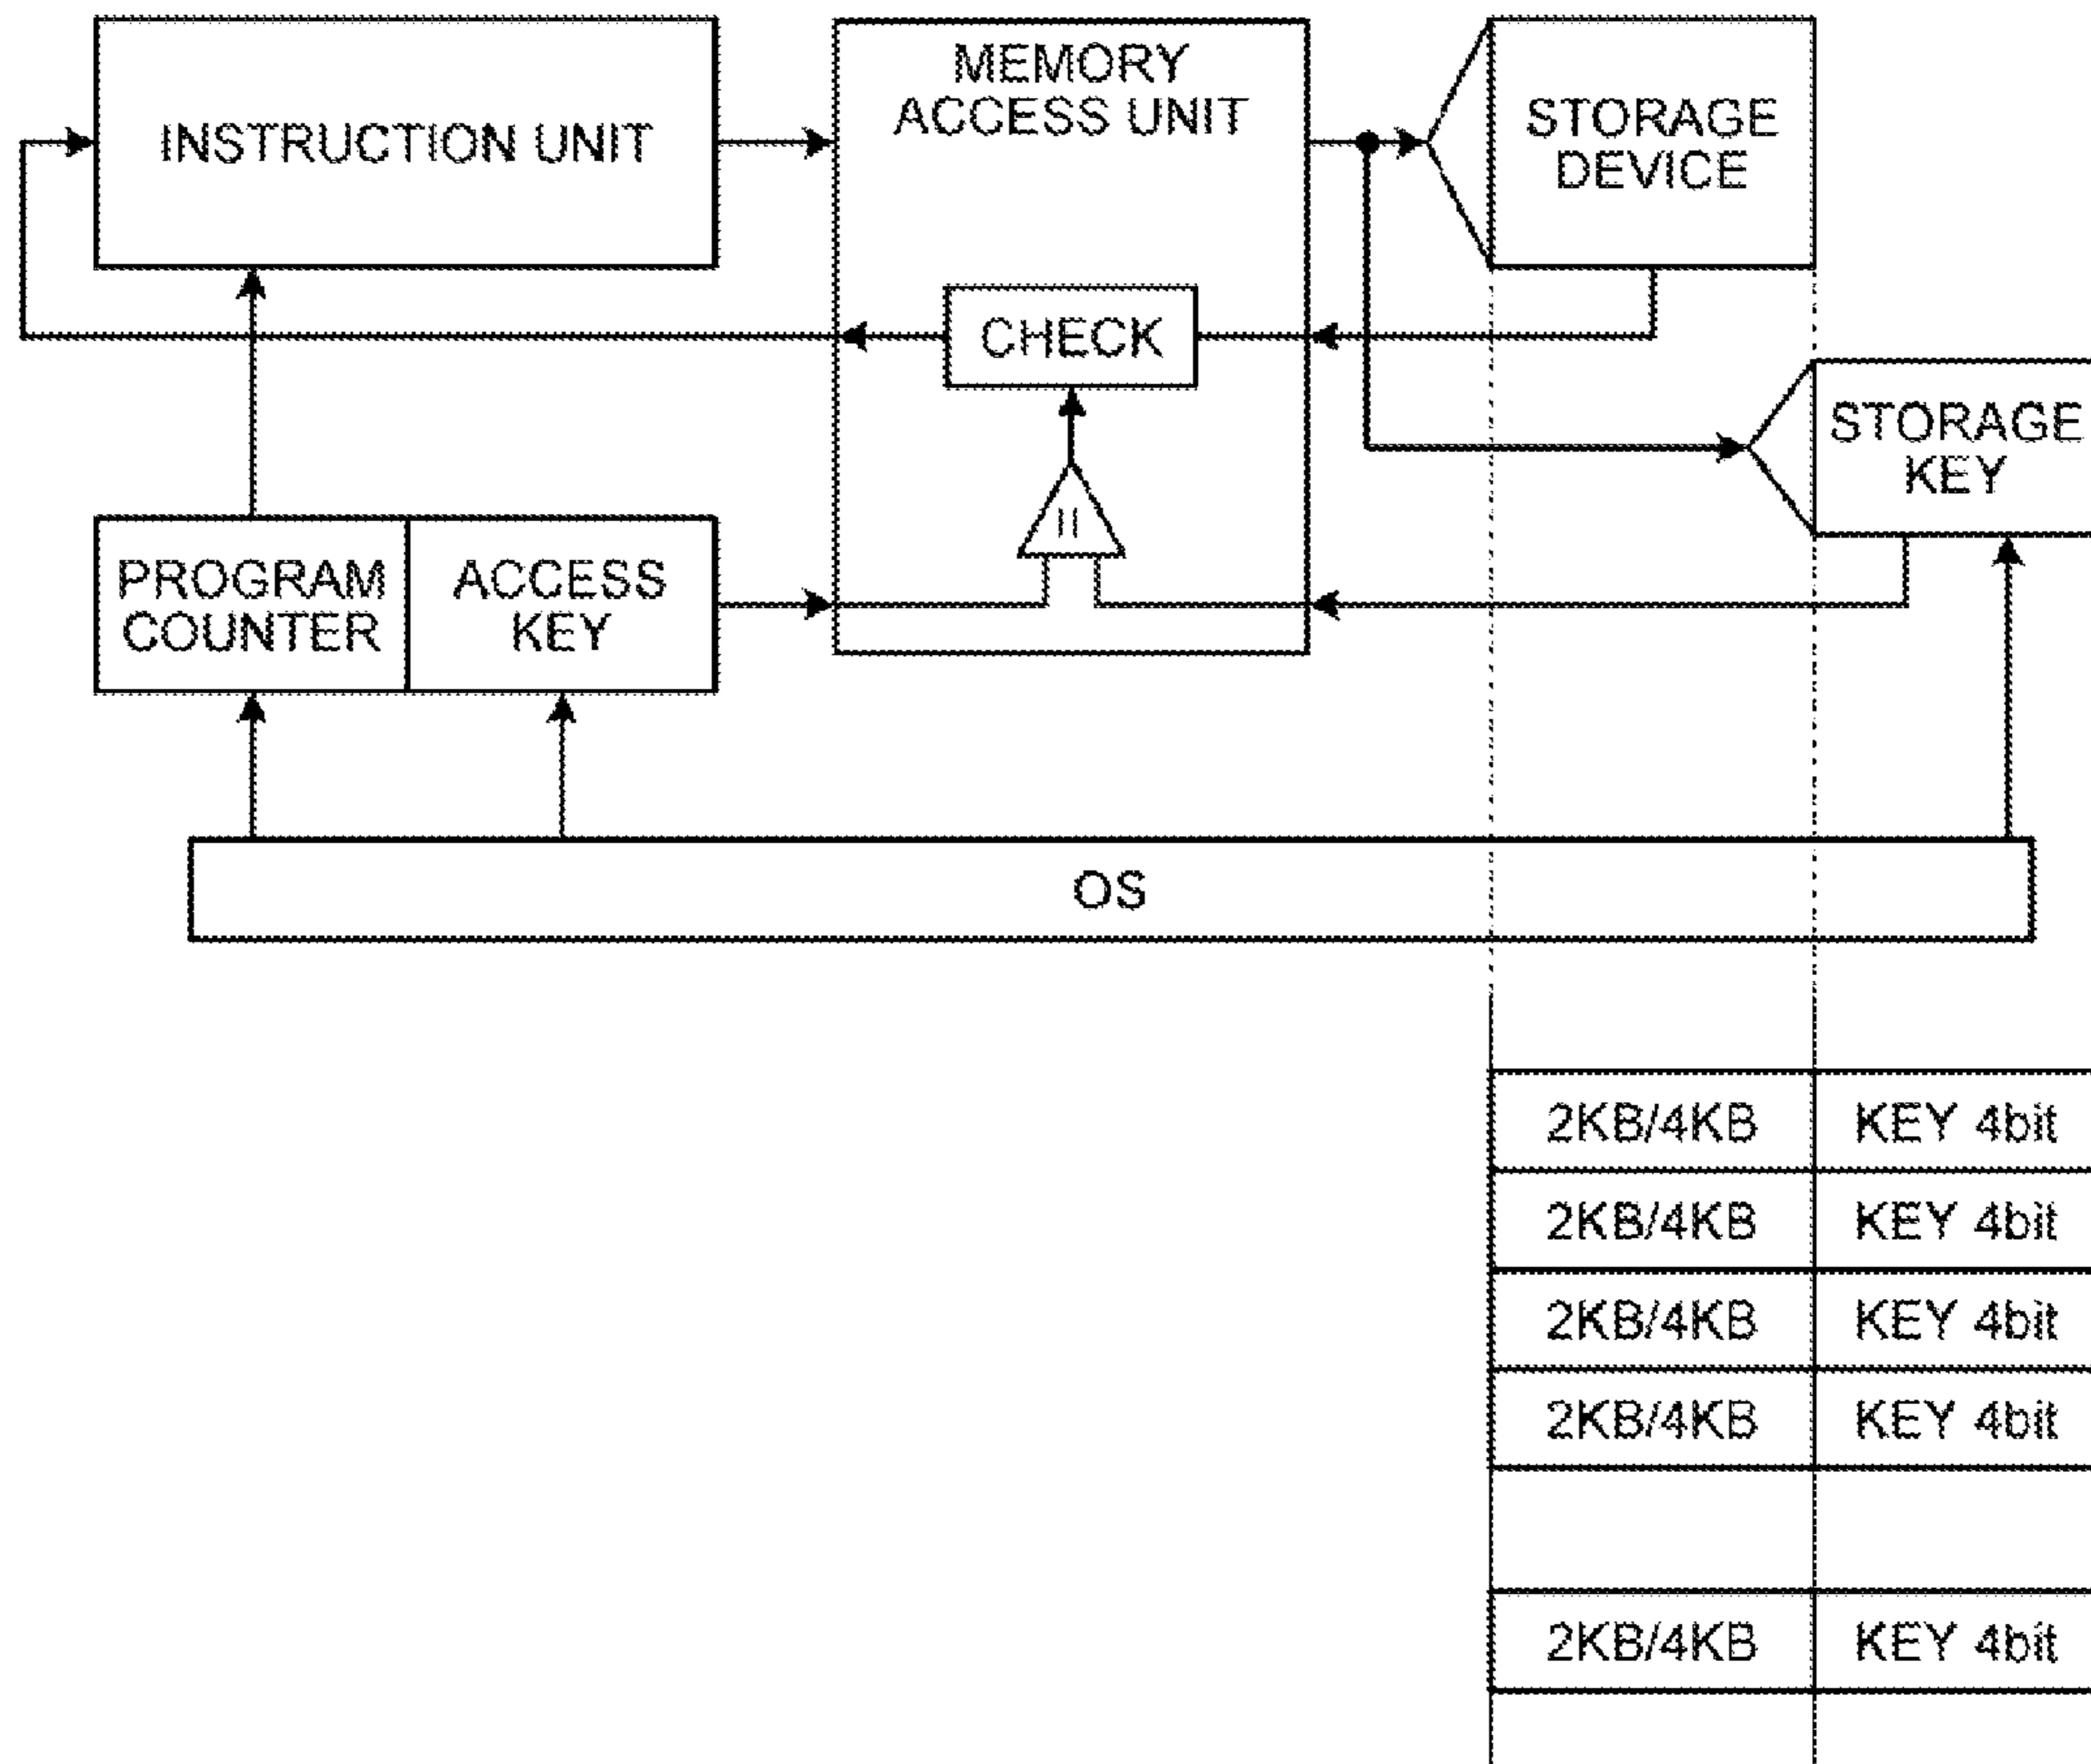 INSTRUCTION UNIT
MEMORY
ACCESS UNIT
STORAGE
DEVICE
CHECK
STORAGE
KEY
=
PROGRAM
COUNTER
ACCESS
KEY
OS
2KB/4KB KEY 4bit
2KB/4KB KEY 4bit
2KB/4KB KEY 4bit
2KB/4KB KEY 4bit
2KB/4KB KEY 4bit